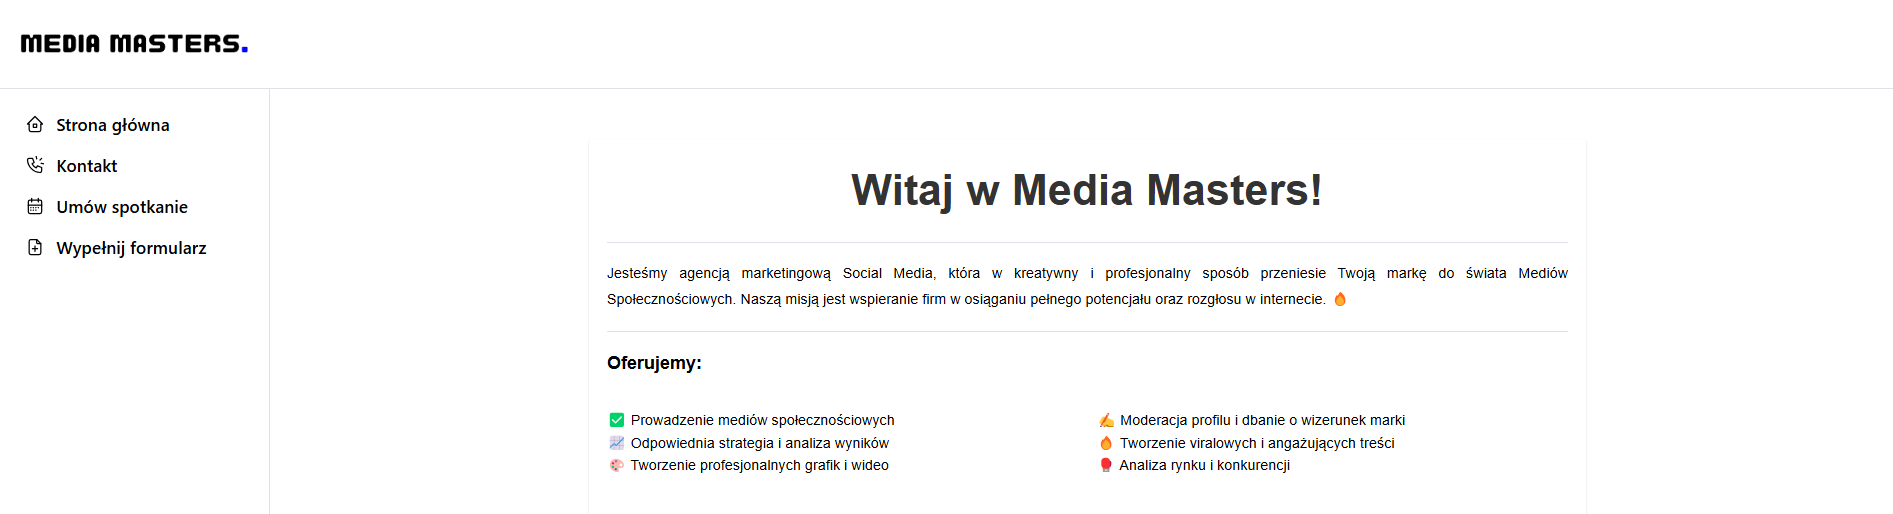 MEDIA MASTERS.
Strona główna
Kontakt
Umów spotkanie
Wypełnij formularz
Witaj w Media Masters!
Jesteśmy agencją marketingową Social Media, która w kreatywny i profesjonalny sposób przeniesie Twoją markę do świata Mediów
Społecznościowych. Naszą misją jest wspieranie firm w osiąganiu pełnego potencjału oraz rozgłosu w internecie. 🔥
Oferujemy:
✅ Prowadzenie mediów społecznościowych
📈 Odpowiednia strategia i analiza wyników
🎨 Tworzenie profesjonalnych grafik i wideo
✍️ Moderacja profilu i dbanie o wizerunek marki
🔥 Tworzenie viralowych i angażujących treści
🥊 Analiza rynku i konkurencji